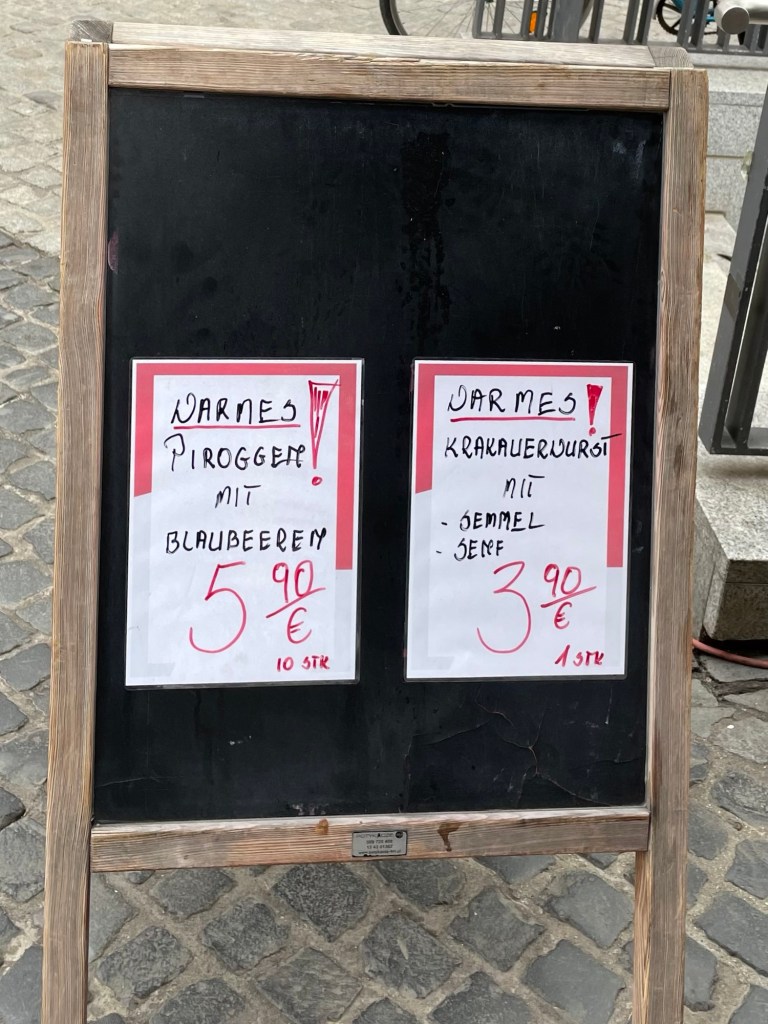 WARMES !
PIROGGEN
MIT
BLAUBEEREN
5 90
€
10 STK
WARMES !
KRAKAUERWURST
MIT
- SEMMEL
- SENF
3 90
€
1 STK